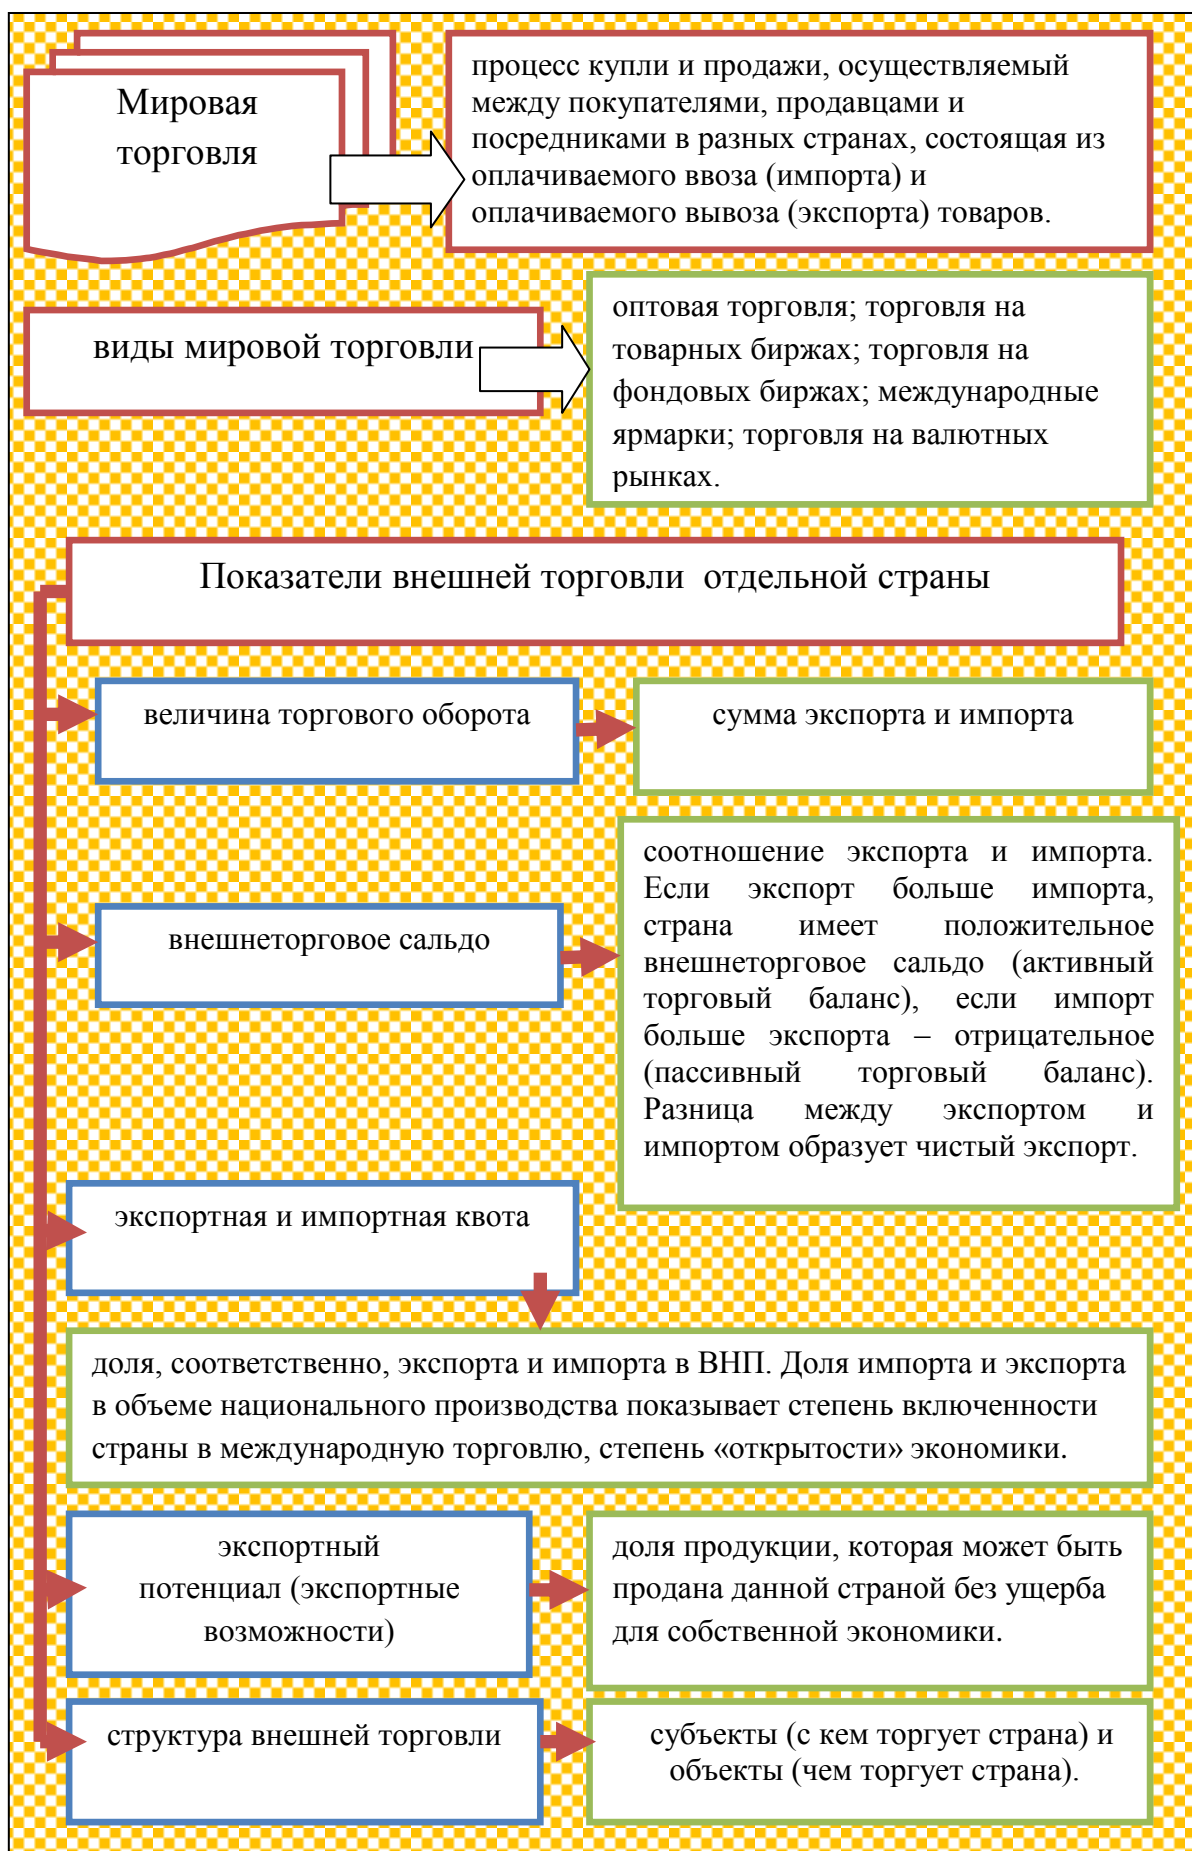 Мировая
торговля
процесс купли и продажи, осуществляемый
между покупателями, продавцами и
посредниками в разных странах, состоящая из
оплачиваемого ввоза (импорта) и
оплачиваемого вывоза (экспорта) товаров.
виды мировой торговли
оптовая торговля; торговля на
товарных биржах; торговля на
фондовых биржах; международные
ярмарки; торговля на валютных
рынках.
Показатели внешней торговли отдельной страны
величина торгового оборота
сумма экспорта и импорта
внешнеторговое сальдо
соотношение экспорта и импорта.
Если экспорт больше импорта,
страна имеет положительное
внешнеторговое сальдо (активный
торговый баланс), если импорт
больше экспорта – отрицательное
(пассивный торговый баланс).
Разница между экспортом и
импортом образует чистый экспорт.
экспортная и импортная квота
доля, соответственно, экспорта и импорта в ВНП. Доля импорта и экспорта
в объеме национального производства показывает степень включенности
страны в международную торговлю, степень «открытости» экономики.
экспортный
потенциал (экспортные
возможности)
доля продукции, которая может быть
продана данной страной без ущерба
для собственной экономики.
структура внешней торговли
субъекты (с кем торгует страна) и
объекты (чем торгует страна).